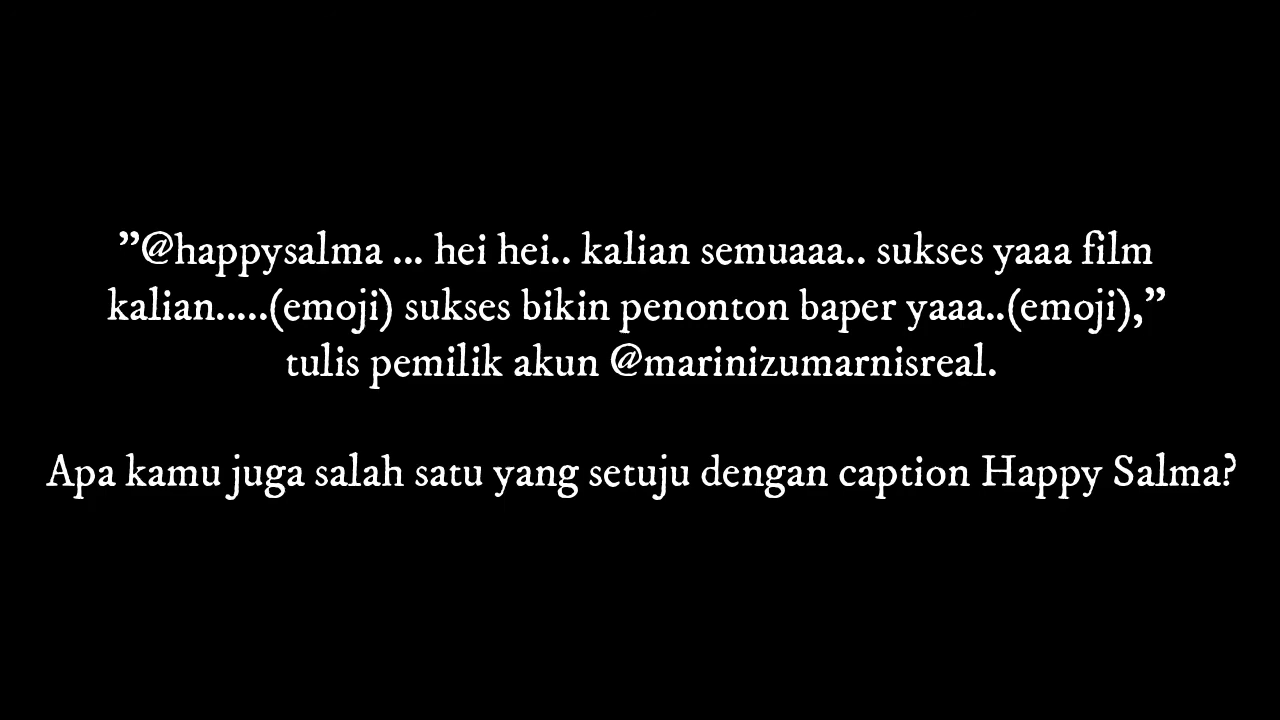 ”@happysalma ... hei hei.. kalian semuaaa.. sukses yaaa film
kalian.....(emoji) sukses bikin penonton baper yaaa..(emoji),”
tulis pemilik akun @marinizumarnisreal.
Apa kamu juga salah satu yang setuju dengan caption Happy Salma?